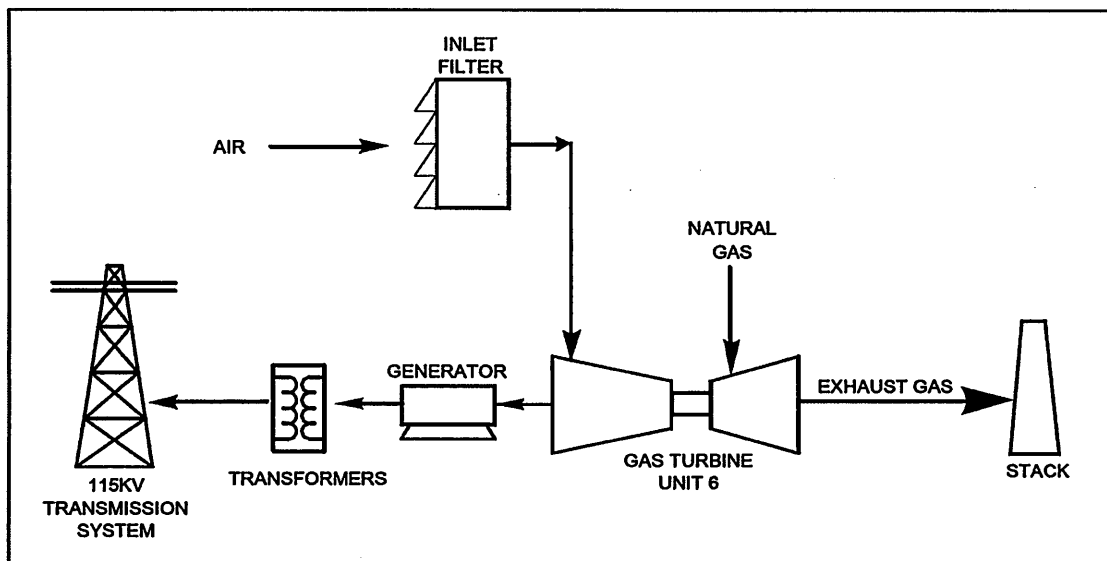 INLET
FILTER
AIR
NATURAL
GAS
GENERATOR
EXHAUST GAS
TRANSFORMERS
GAS TURBINE
UNIT 6
STACK
115KV
TRANSMISSION
SYSTEM